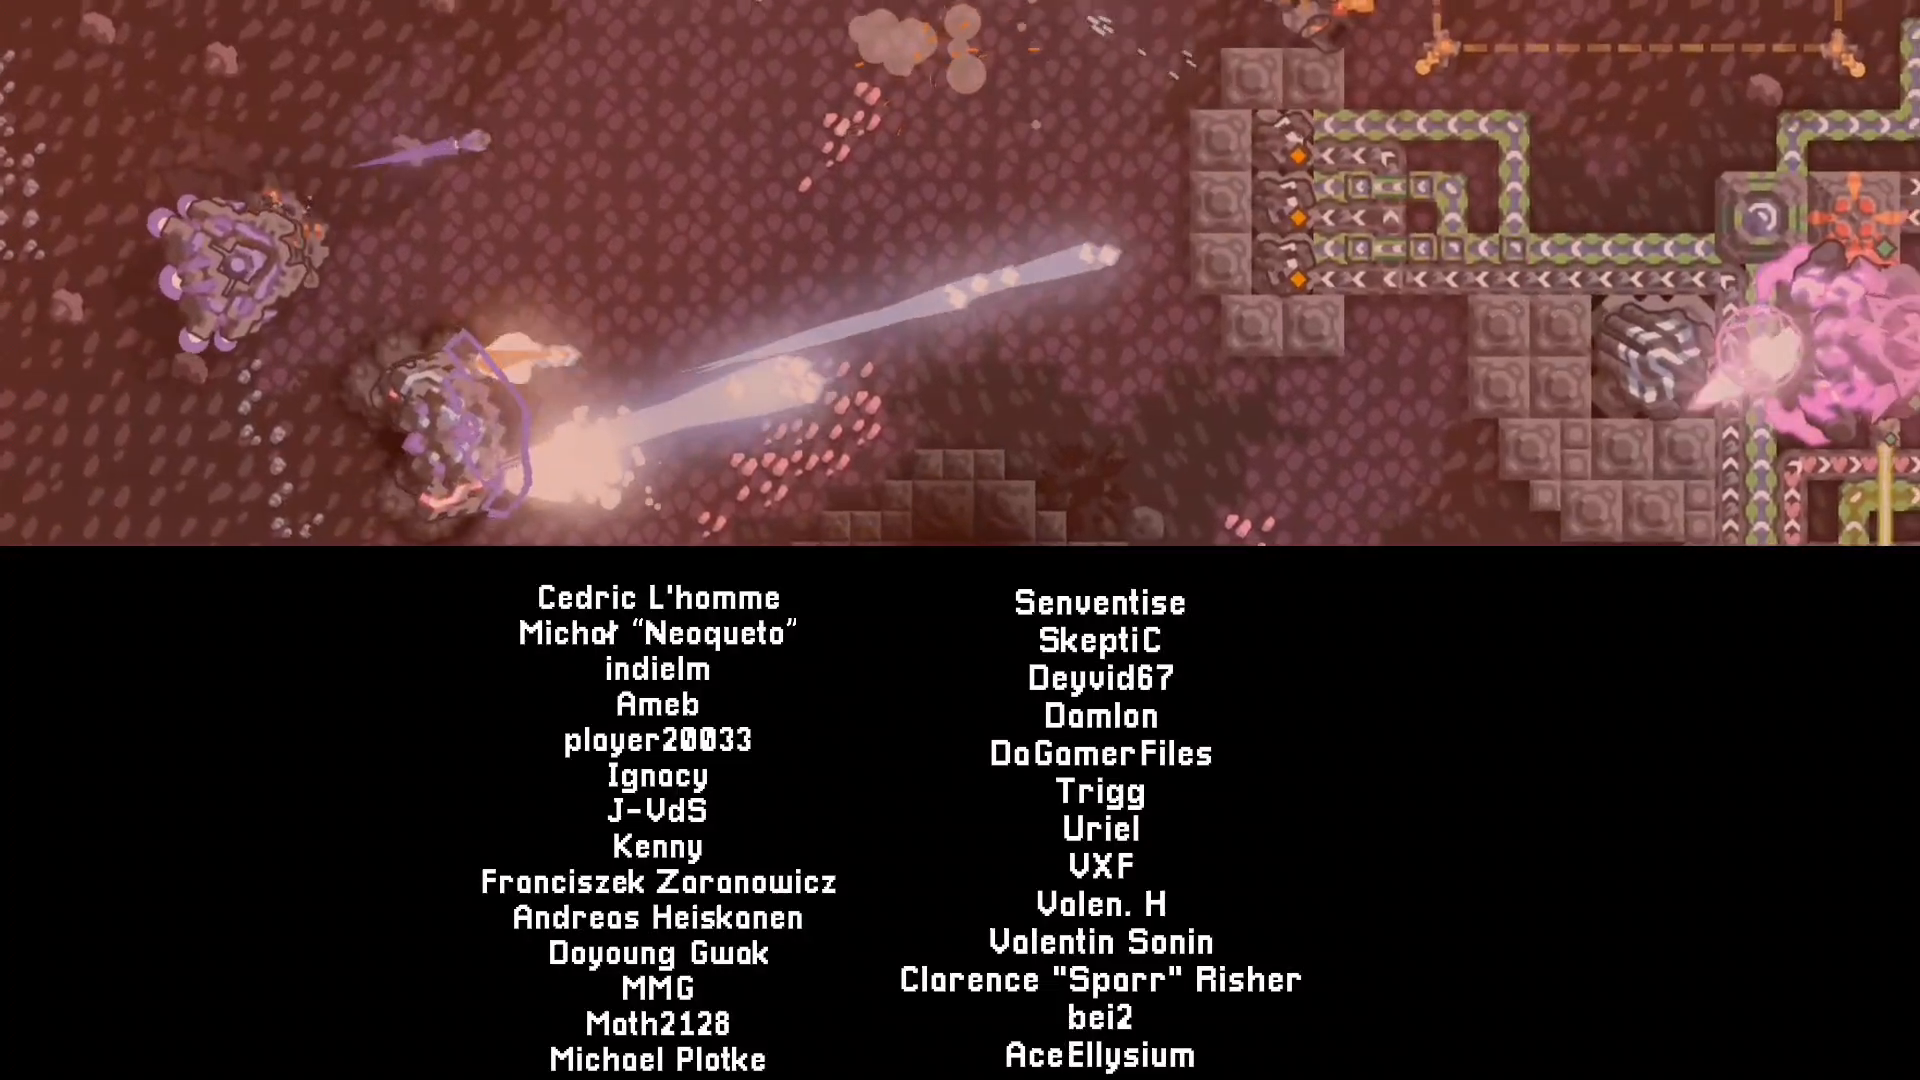 Cedric L'homme
Michał “Neoqueto”
indielm
Ameb
player20033
Ignacy
J-VdS
Kenny
Franciszek Zaranowicz
Andreas Heiskanen
Doyoung Gwak
MMG
Math2128
Michael Plotke
Senventise
SkeptiC
Deyvid67
Damlon
DaGamerFiles
Trigg
Uriel
VXF
Valen. H
Valentin Sonin
Clarence "Sparr" Risher
bei2
AceEllysium